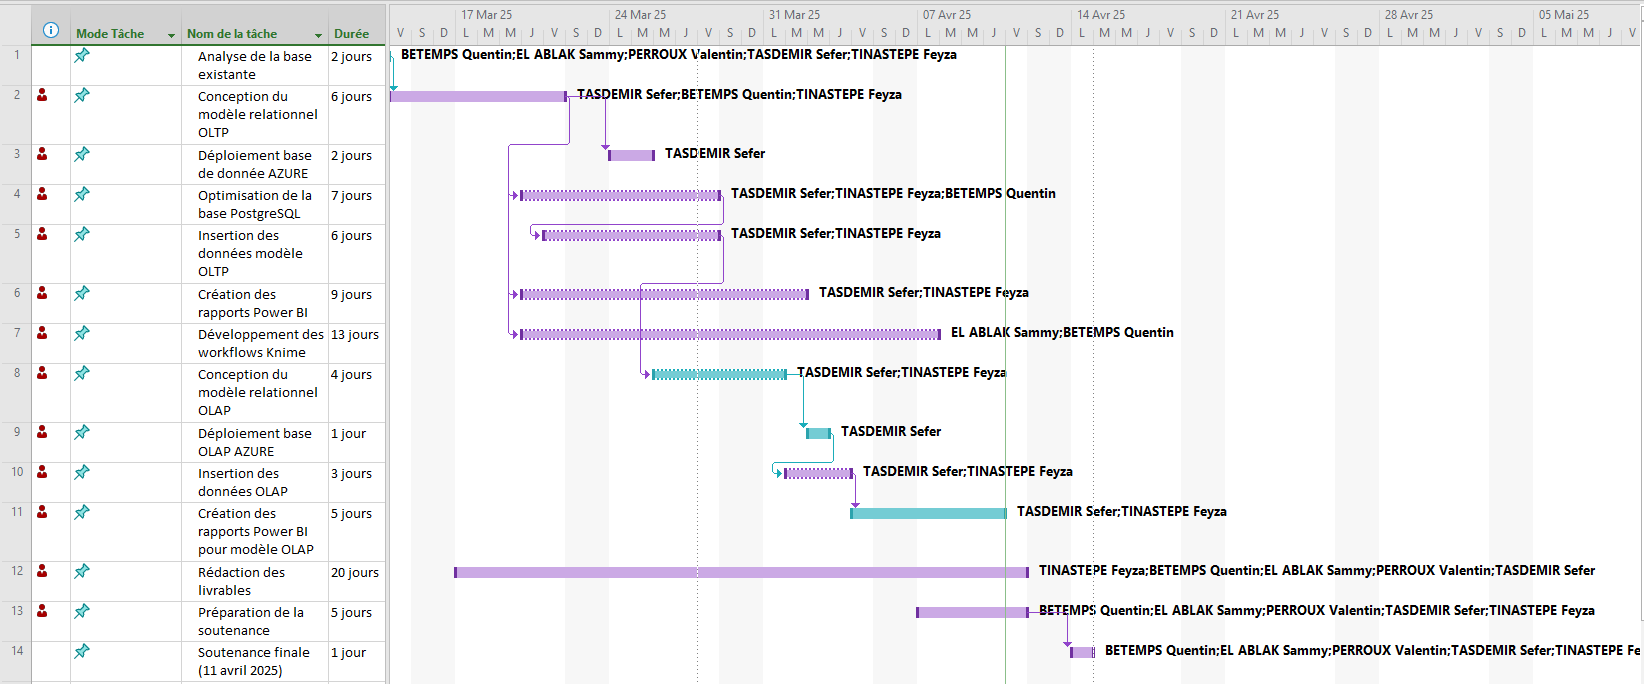 17 Mar 25 24 Mar 25 31 Mar 25 07 Avr 25 14 Avr 25 21 Avr 25 28 Avr 25 05 Mai 25
Mode Tâche Nom de la tâche Durée V S D L M M J V S D L M M J V S D L M M J V S D L M M J V S D L M M J V S D L M M J V S D L M M J V S D L M M J V
1 Analyse de la base 2 jours BETEMPS Quentin;EL ABLAK Sammy;PERROUX Valentin;TASDEMIR Sefer;TINASTEPE Feyza
existante
2 Conception du 6 jours TASDEMIR Sefer;BETEMPS Quentin;TINASTEPE Feyza
modèle relationnel
OLTP
3 Déploiement base 2 jours TASDEMIR Sefer
de donnée AZURE
4 Optimisation de la 7 jours TASDEMIR Sefer;TINASTEPE Feyza;BETEMPS Quentin
base PostgreSQL
5 Insertion des 6 jours TASDEMIR Sefer;TINASTEPE Feyza
données modèle
OLTP
6 Création des 9 jours TASDEMIR Sefer;TINASTEPE Feyza
rapports Power BI
7 Développement des 13 jours EL ABLAK Sammy;BETEMPS Quentin
workflows Knime
8 Conception du 4 jours TASDEMIR Sefer;TINASTEPE Feyza
modèle relationnel
OLAP
9 Déploiement base 1 jour TASDEMIR Sefer
OLAP AZURE
10 Insertion des 3 jours TASDEMIR Sefer;TINASTEPE Feyza
données OLAP
11 Création des 5 jours TASDEMIR Sefer;TINASTEPE Feyza
rapports Power BI
pour modèle OLAP
12 Rédaction des 20 jours TINASTEPE Feyza;BETEMPS Quentin;EL ABLAK Sammy;PERROUX Valentin;TASDEMIR Sefer
livrables
13 Préparation de la 5 jours BETEMPS Quentin;EL ABLAK Sammy;PERROUX Valentin;TASDEMIR Sefer;TINASTEPE Feyza
soutenance
14 Soutenance finale 1 jour BETEMPS Quentin;EL ABLAK Sammy;PERROUX Valentin;TASDEMIR Sefer;TINASTEPE Fe
(11 avril 2025)